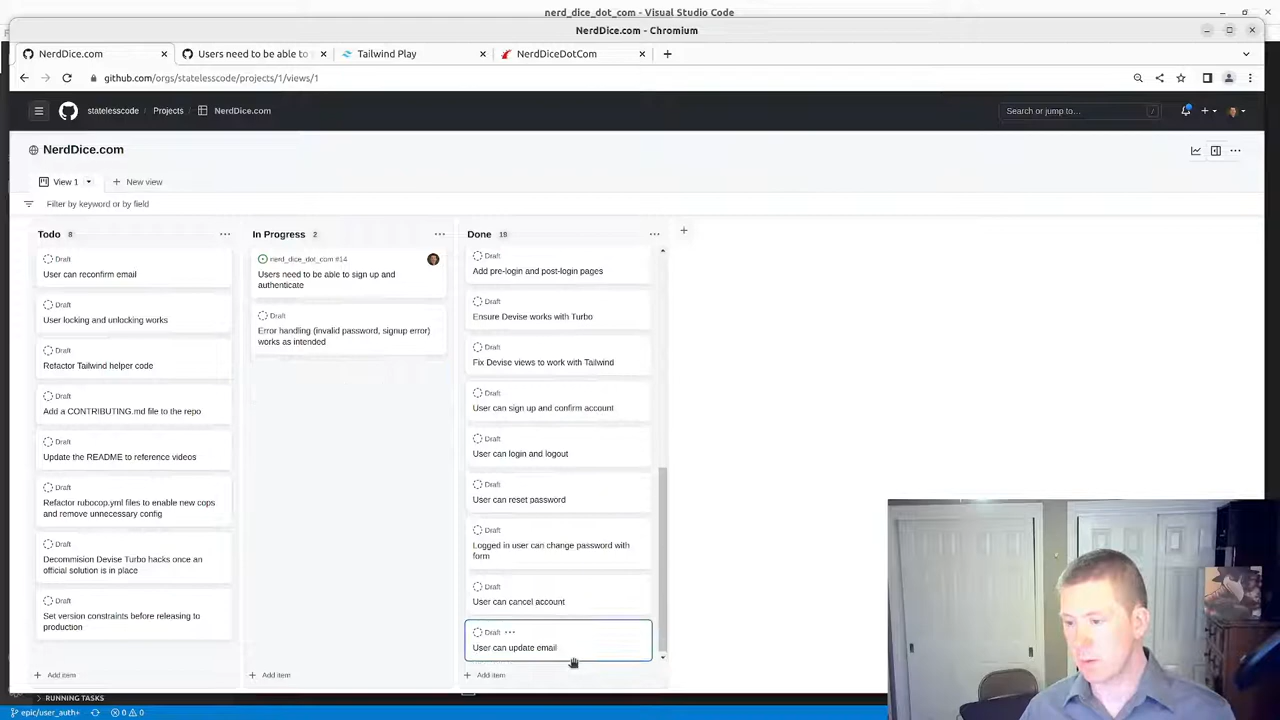 nerd_dice_dot_com - Visual Studio Code
NerdDice.com - Chromium
NerdDice.com
Users need to be able to s
Tailwind Play
NerdDiceDotCom
github.com/orgs/statelesscode/projects/1/views/1
statelesscode / Projects / NerdDice.com
Search or jump to… /
NerdDice.com
View 1
New view
Filter by keyword or by field
Todo 8
Draft
User can reconfirm email
Draft
User locking and unlocking works
Draft
Refactor Tailwind helper code
Draft
Add a CONTRIBUTING.md file to the repo
Draft
Update the README to reference videos
Draft
Refactor rubocop.yml files to enable new cops
and remove unnecessary config
Draft
Decommision Devise Turbo hacks once an
official solution is in place
Draft
Set version constraints before releasing to
production
Add item
In Progress 2
nerd_dice_dot_com #14
Users need to be able to sign up and
authenticate
Draft
Error handling (invalid password, signup error)
works as intended
Add item
Done 19
Draft
Add pre-login and post-login pages
Draft
Ensure Devise works with Turbo
Draft
Fix Devise views to work with Tailwind
Draft
User can sign up and confirm account
Draft
User can login and logout
Draft
User can reset password
Draft
Logged in user can change password with
form
Draft
User can cancel account
Draft
User can update email
Add item
RUNNING TASKS
epic/user_auth+ 0 0